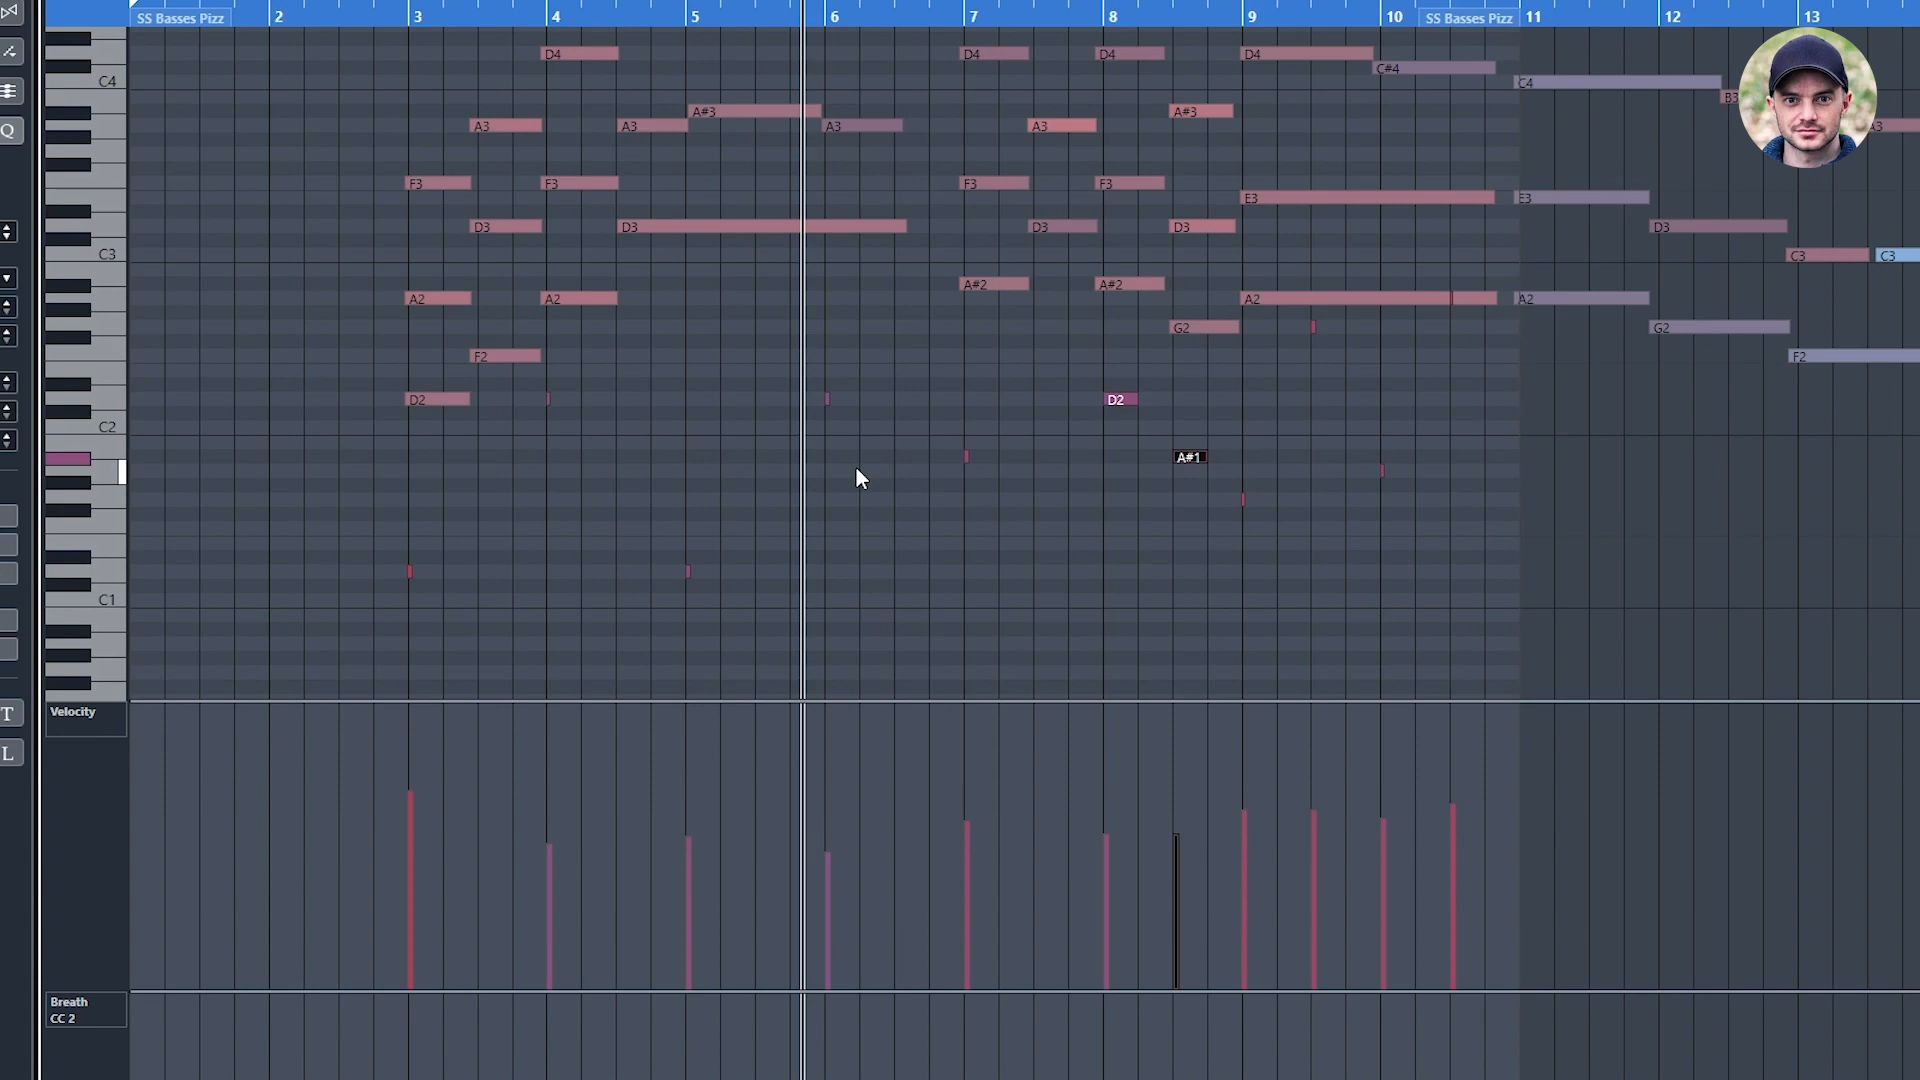 SS Basses Pizz 2 3 4 5 6 7 8 9 10 SS Basses Pizz 11 12 13
D4 D4 D4 D4
C#4
C4 C4
B3
A#3 A#3
A3 A3 A3 A3 A3
F3 F3 F3 F3
E3 E3
D3 D3 D3 D3 D3
C3 C3 C3
A#2 A#2
A2 A2 A2 A2
G2 G2
F2 F2
D2 D2
C2
A#1
C1
Q
T
L
Velocity
Breath
CC 2